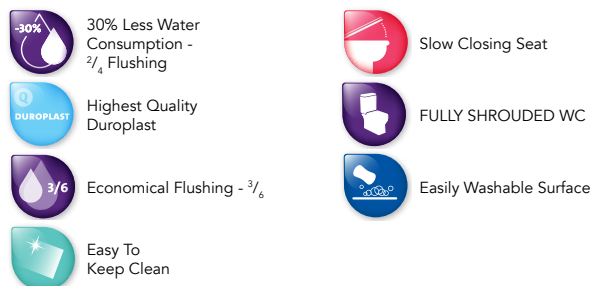 -30%
30% Less Water
Consumption -
2/4 Flushing
Q
DUROPLAST
Highest Quality
Duroplast
3/6
Economical Flushing - 3/6
Easy To
Keep Clean
Slow Closing Seat
FULLY SHROUDED WC
Easily Washable Surface